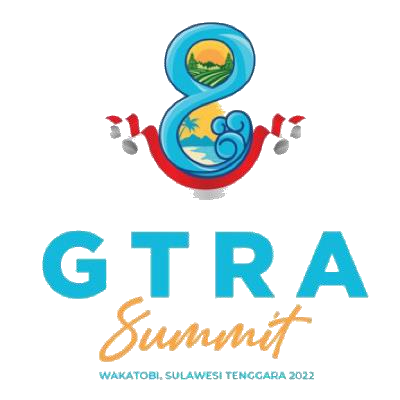 GTRA
Summit
WAKATOBI, SULAWESI TENGGARA 2022